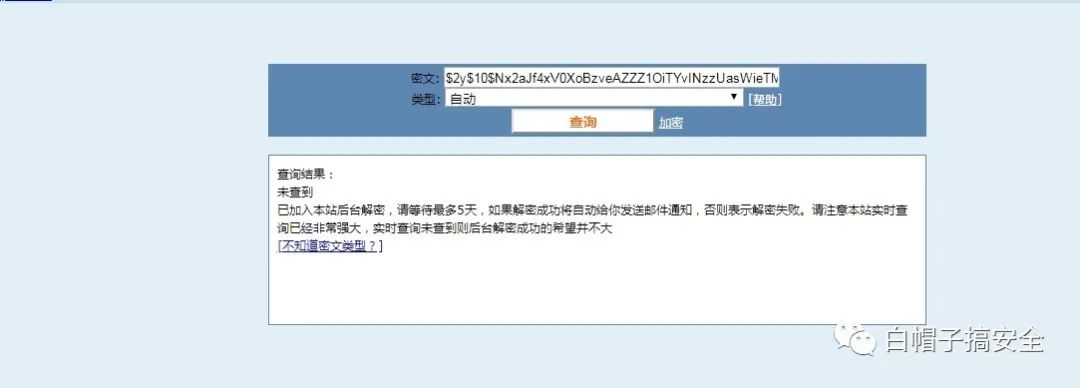 密文: $2y$10$Nx2aJf4xV0XoBzveAZZZ1OiTYvINzzUasWieTM
类型: 自动 [帮助]
查询 加密
查询结果：
未查到
已加入本站后台解密，请等待最多5天，如果解密成功将自动给你发送邮件通知，否则表示解密失败。请注意本站实时查
询已经非常强大，实时查询未查到则后台解密成功的希望并不大
[不知道密文类型？]
白帽子搞安全